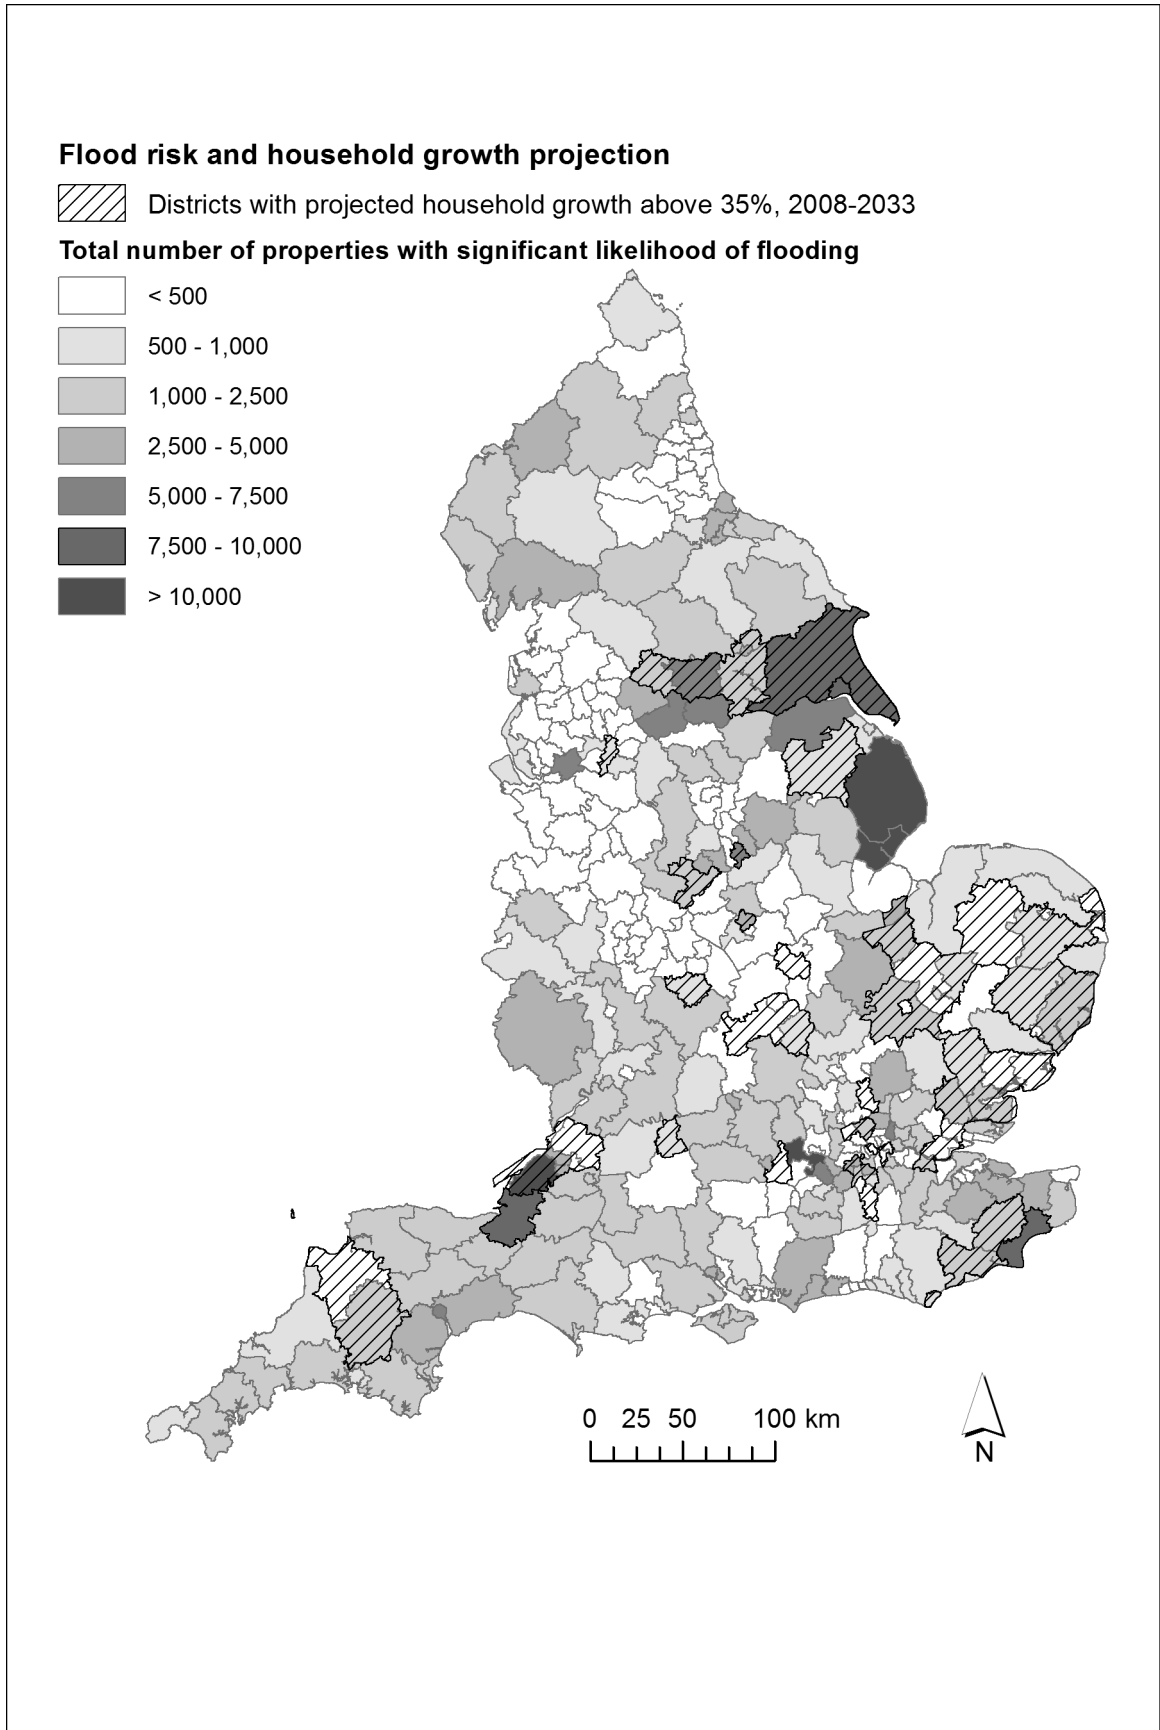 Flood risk and household growth projection
Districts with projected household growth above 35%, 2008-2033
Total number of properties with significant likelihood of flooding
< 500
500 - 1,000
1,000 - 2,500
2,500 - 5,000
5,000 - 7,500
7,500 - 10,000
> 10,000
0 25 50 100 km
N